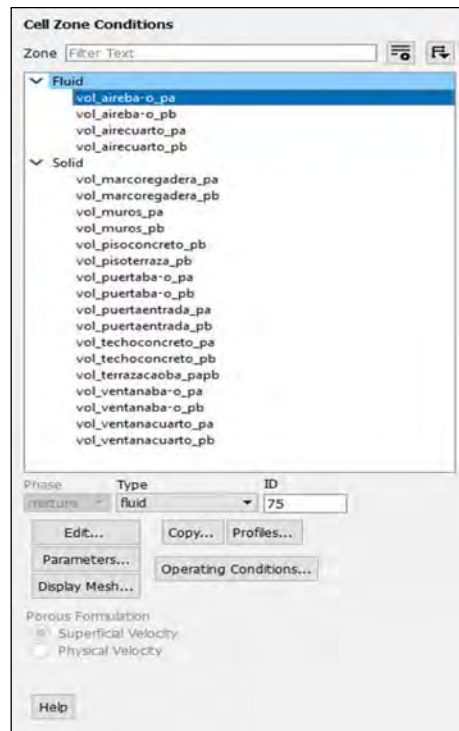 Cell Zone Conditions
Zone Filter Text
Fluid
vol_aireba-o_pa
vol_aireba-o_pb
vol_airecuarto_pa
vol_airecuarto_pb
Solid
vol_marcoregadera_pa
vol_marcoregadera_pb
vol_muros_pa
vol_muros_pb
vol_pisoconcreto_pb
vol_pisoterraza_pb
vol_puertaba-o_pa
vol_puertaba-o_pb
vol_puertaentrada_pa
vol_puertaentrada_pb
vol_techoconcreto_pa
vol_techoconcreto_pb
vol_terrazacaoba_papb
vol_ventanaba-o_pa
vol_ventanaba-o_pb
vol_ventanacuarto_pa
vol_ventanacuarto_pb
Phase Type ID
mixture fluid 75
Edit... Copy... Profiles...
Parameters... Operating Conditions...
Display Mesh...
Porous Formulation
Superficial Velocity
Physical Velocity
Help